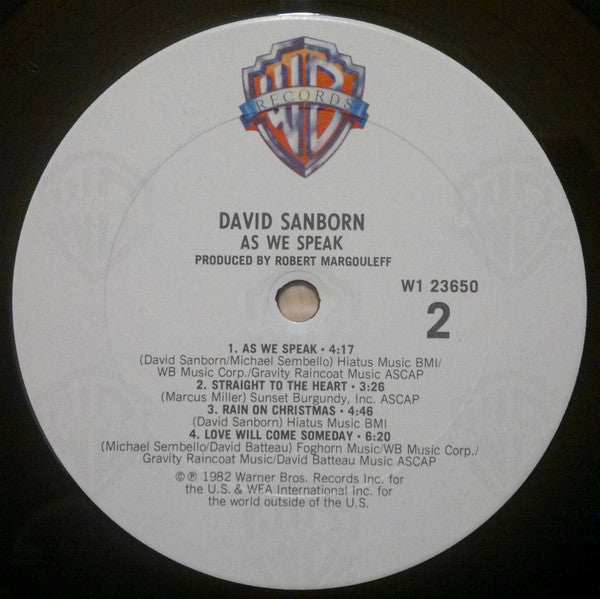 WB
RECORDS
DAVID SANBORN
AS WE SPEAK
PRODUCED BY ROBERT MARGOULEFF
W1 23650
2
1. AS WE SPEAK • 4:17
(David Sanborn/Michael Sembello) Hiatus Music BMI/
WB Music Corp./Gravity Raincoat Music ASCAP
2. STRAIGHT TO THE HEART • 3:26
(Marcus Miller) Sunset Burgundy, Inc. ASCAP
3. RAIN ON CHRISTMAS • 4:46
(David Sanborn) Hiatus Music BMI
4. LOVE WILL COME SOMEDAY • 6:20
(Michael Sembello/David Batteau) Foghorn Music/WB Music Corp./
Gravity Raincoat Music/David Batteau Music ASCAP
©℗ 1982 Warner Bros. Records Inc. for
the U.S. & WEA International Inc. for
the world outside of the U.S.